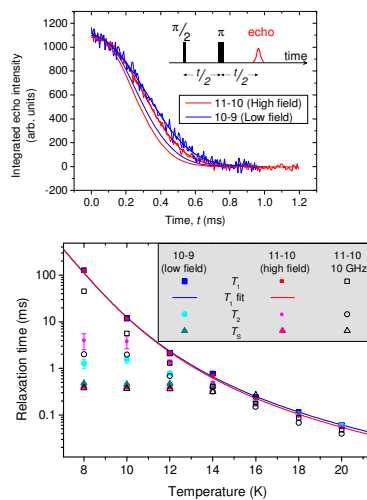 1200
1000
800
600
400
200
0
-200
Integrated echo intensity
(arb. units)
π/2
π
echo
time
t/2
t/2
11-10 (High field)
10-9 (Low field)
0.0 0.2 0.4 0.6 0.8 1.0 1.2
Time, t (ms)
10-9 11-10 11-10
(low field) (high field) 10 GHz
T1
T1 fit
T2
TS
100
10
1
0.1
Relaxation time (ms)
8 10 12 14 16 18 20
Temperature (K)